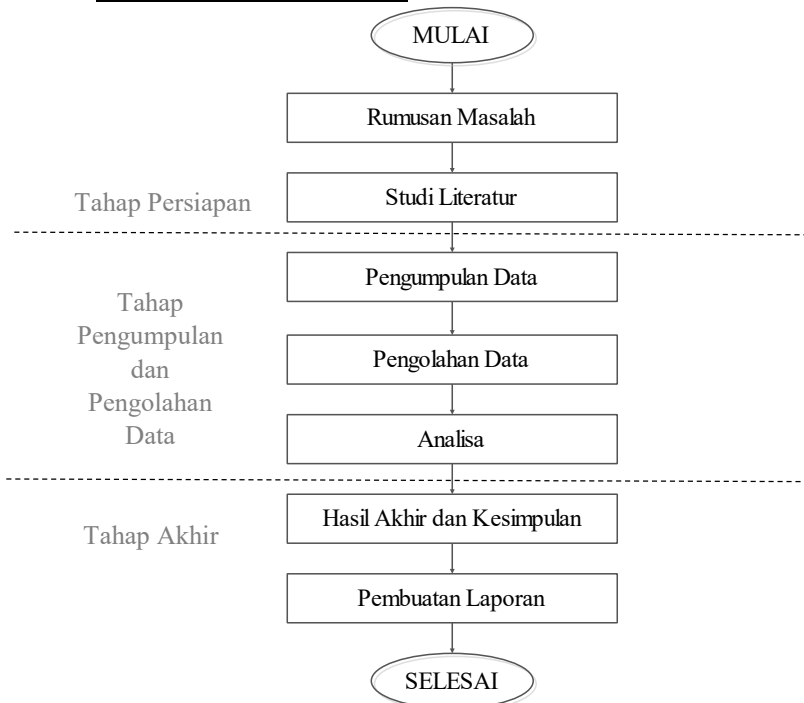 MULAI
Rumusan Masalah
Tahap Persiapan
Studi Literatur
Tahap
Pengumpulan
dan
Pengolahan
Data
Pengumpulan Data
Pengolahan Data
Analisa
Tahap Akhir
Hasil Akhir dan Kesimpulan
Pembuatan Laporan
SELESAI